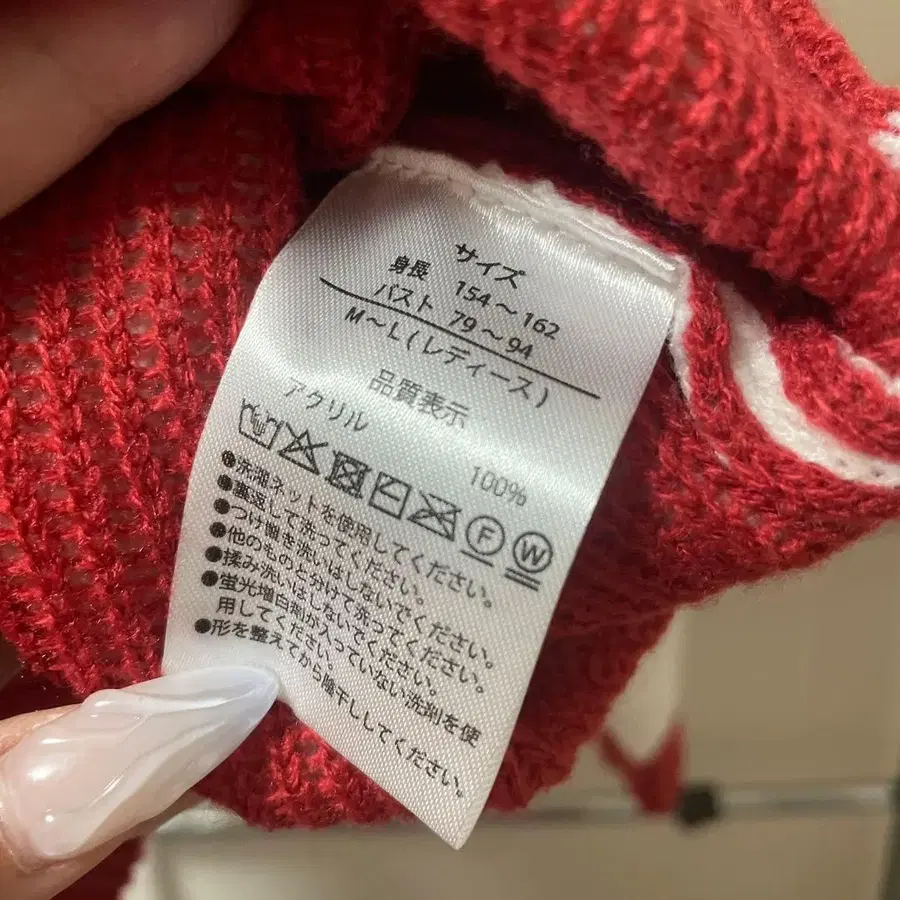 サイズ
身長 154～162
バスト 79～94
M～L(レディース)
品質表示
アクリル 100%
F W
●洗濯ネットを使用してください。
●裏返して洗ってください。
●つけ置き洗いはしないでください。
●他のものと分けて洗ってください。
●揉み洗いはしないでください。
●蛍光増白剤が入っていない洗剤を使
用してください。
●形を整えてから陰干ししてください。